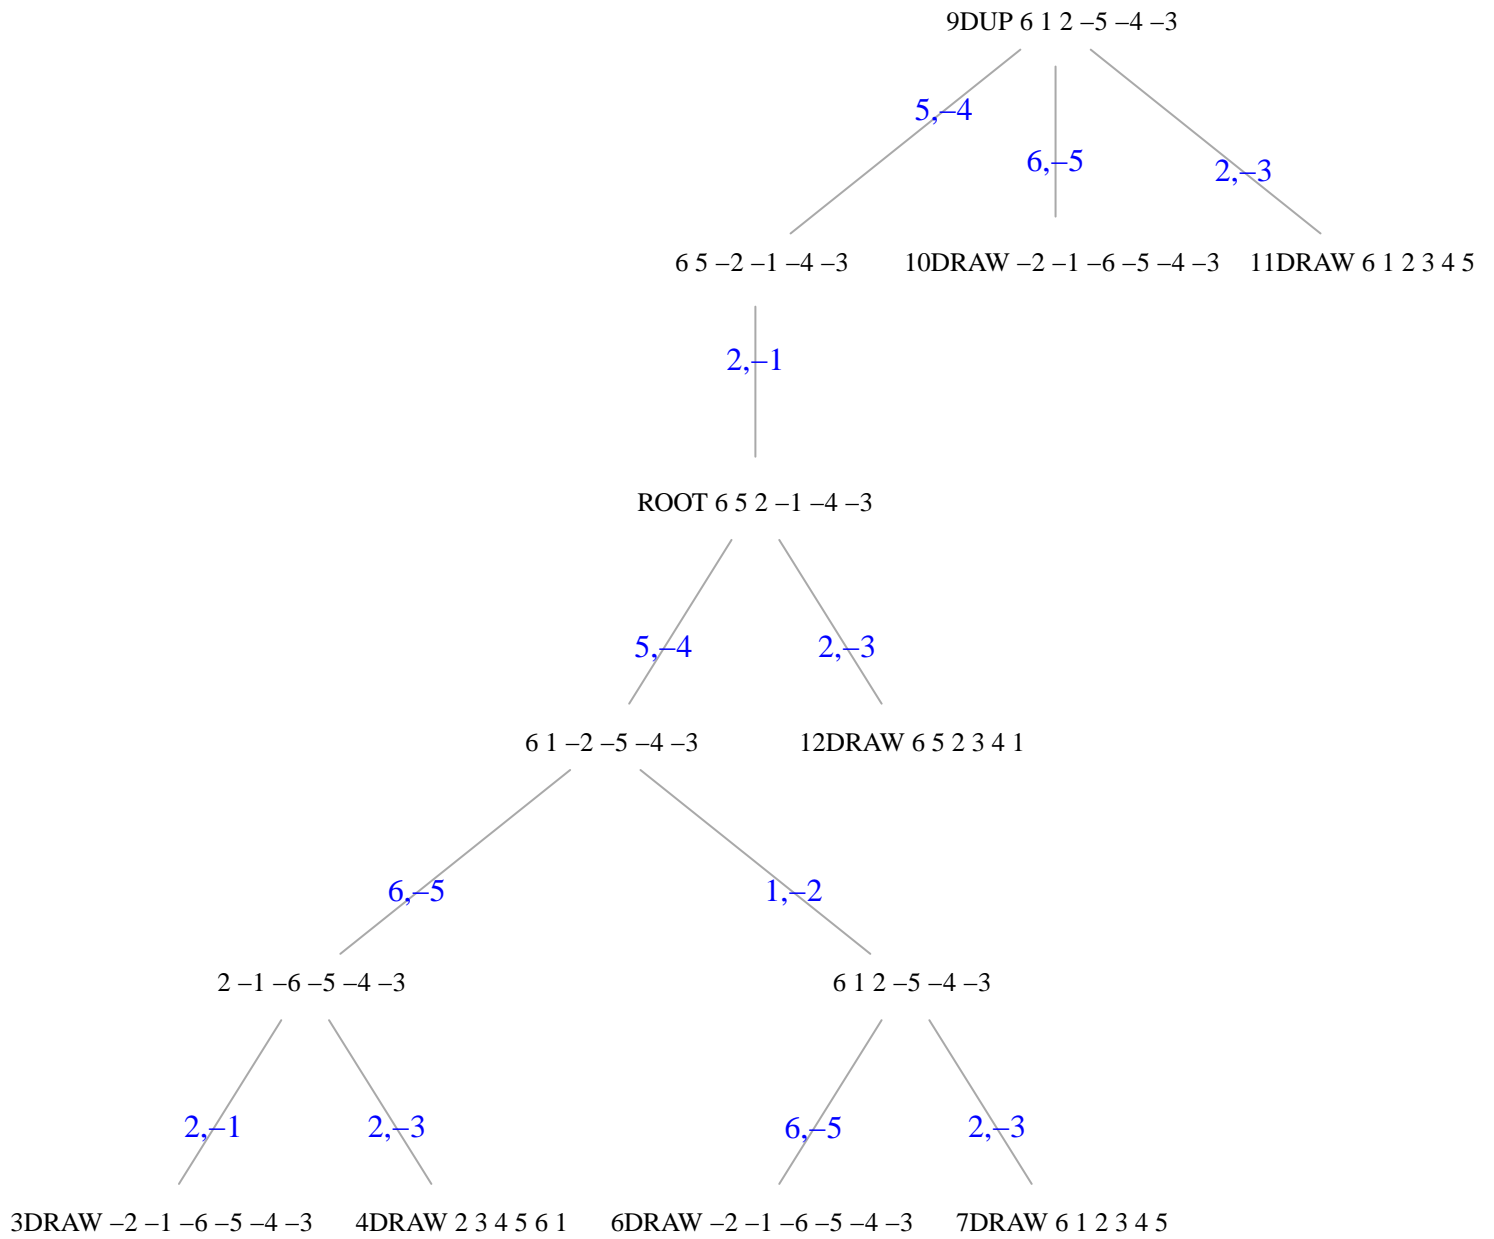 9DUP 6 1 2 –5 –4 –3
5,–4
6,–5
2,–3
6 5 –2 –1 –4 –3
10DRAW –2 –1 –6 –5 –4 –3
11DRAW 6 1 2 3 4 5
2,–1
ROOT 6 5 2 –1 –4 –3
5,–4
2,–3
6 1 –2 –5 –4 –3
12DRAW 6 5 2 3 4 1
6,–5
1,–2
2 –1 –6 –5 –4 –3
6 1 2 –5 –4 –3
2,–1
2,–3
6,–5
2,–3
3DRAW –2 –1 –6 –5 –4 –3
4DRAW 2 3 4 5 6 1
6DRAW –2 –1 –6 –5 –4 –3
7DRAW 6 1 2 3 4 5